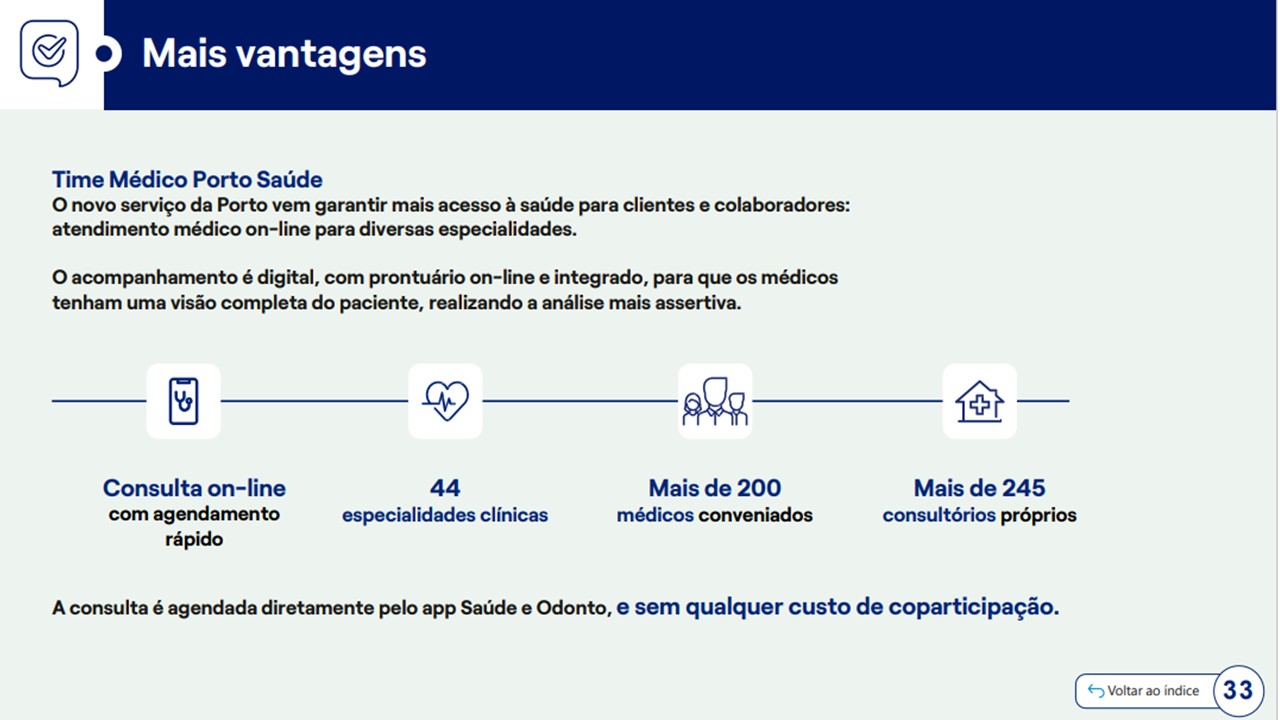 Mais vantagens
Time Médico Porto Saúde
O novo serviço da Porto vem garantir mais acesso à saúde para clientes e colaboradores:
atendimento médico on-line para diversas especialidades.
O acompanhamento é digital, com prontuário on-line e integrado, para que os médicos
tenham uma visão completa do paciente, realizando a análise mais assertiva.
Consulta on-line
com agendamento
rápido
44
especialidades clínicas
Mais de 200
médicos conveniados
Mais de 245
consultórios próprios
A consulta é agendada diretamente pelo app Saúde e Odonto, e sem qualquer custo de coparticipação.
Voltar ao índice
33